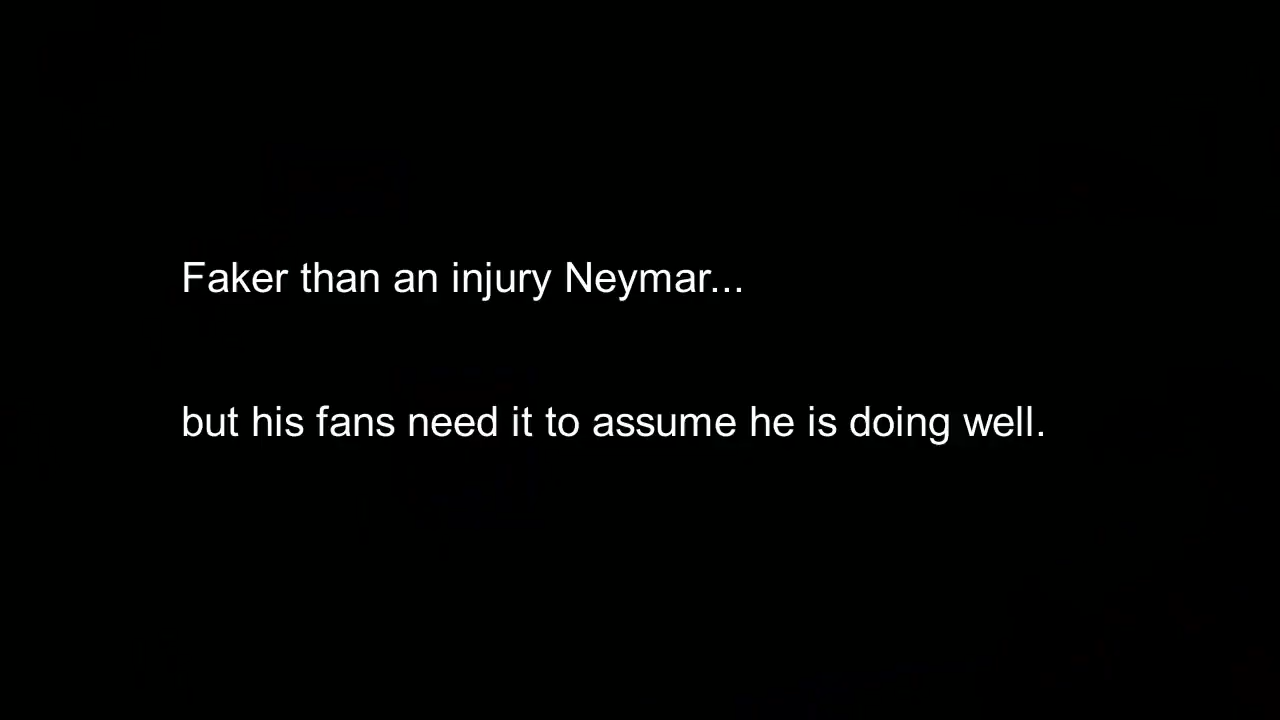 Faker than an injury Neymar...
but his fans need it to assume he is doing well.